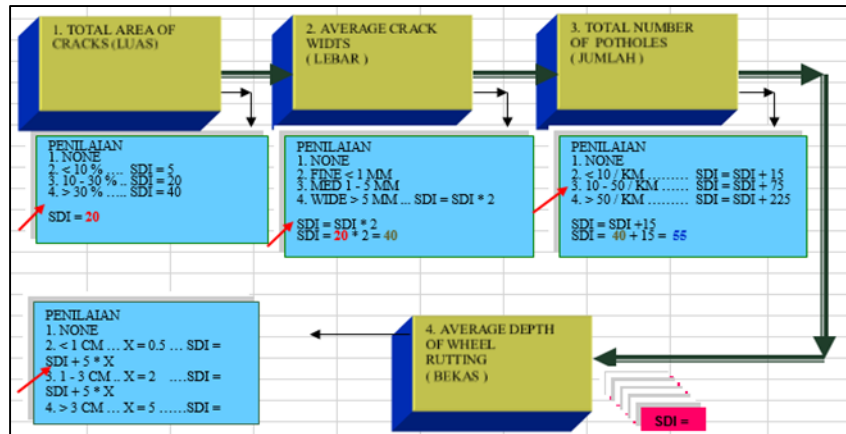 1. TOTAL AREA OF
CRACKS (LUAS)
2. AVERAGE CRACK
WIDTS
( LEBAR )
3. TOTAL NUMBER
OF POTHOLES
( JUMLAH )
PENILAIAN
1. NONE
2. < 10 % .... SDI = 5
3. 10 - 30 % .. SDI = 20
4. > 30 % ..... SDI = 40
SDI = 20
PENILAIAN
1. NONE
2. FINE < 1 MM
3. MED 1 - 5 MM
4. WIDE > 5 MM ... SDI = SDI * 2
SDI = SDI * 2
SDI = 20 * 2 = 40
PENILAIAN
1. NONE
2. < 10 / KM ......... SDI = SDI + 15
3. 10 - 50 / KM ...... SDI = SDI + 75
4. > 50 / KM ........ SDI = SDI + 225
SDI = SDI +15
SDI = 40 + 15 = 55
PENILAIAN
1. NONE
2. < 1 CM ... X = 0.5 ... SDI =
SDI + 5 * X
3. 1 - 3 CM .. X = 2 ....SDI =
SDI + 5 * X
4. > 3 CM ... X = 5 ......SDI =
4. AVERAGE DEPTH
OF WHEEL
RUTTING
( BEKAS )
SDI =